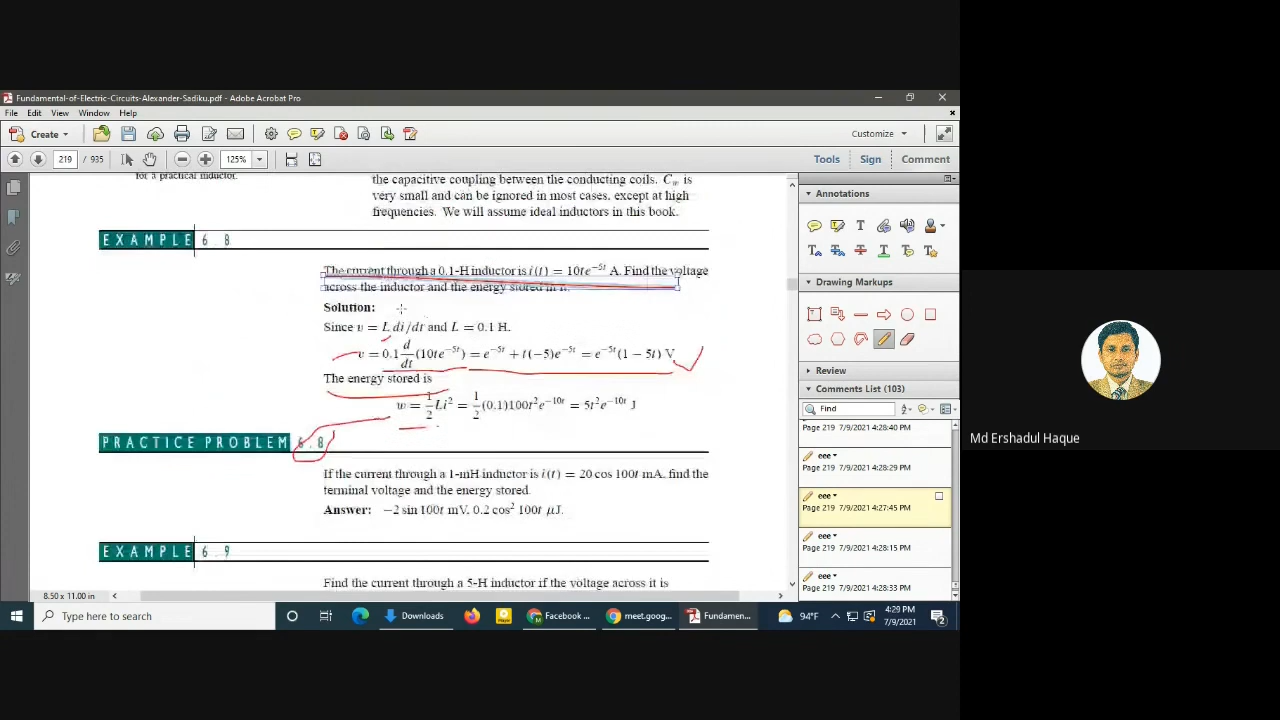 Fundamental-of-Electric-Circuits-Alexander-Sadiku.pdf - Adobe Acrobat Pro
File Edit View Window Help
Create
Customize
219 / 935
125%
Tools
Sign
Comment
for a practical inductor.
the capacitive coupling between the conducting coils. C_w is
very small and can be ignored in most cases, except at high
frequencies. We will assume ideal inductors in this book.
EXAMPLE 6.8
The current through a 0.1-H inductor is i(t) = 10te^{−5t} A. Find the voltage
across the inductor and the energy stored in it.
Solution:
Since v = L di/dt and L = 0.1 H.
v = 0.1 d/dt (10te^{−5t}) = e^{−5t} + t(−5)e^{−5t} = e^{−5t}(1 − 5t) V
The energy stored is
w = 1/2 Li² = 1/2 (0.1)100t²e^{−10t} = 5t²e^{−10t} J
PRACTICE PROBLEM 6.8
If the current through a 1-mH inductor is i(t) = 20 cos 100t mA, find the
terminal voltage and the energy stored.
Answer: −2 sin 100t mV, 0.2 cos² 100t μJ.
EXAMPLE 6.9
Find the current through a 5-H inductor if the voltage across it is
8.50 x 11.00 in
Annotations
Drawing Markups
Review
Comments List (103)
Find
Page 219 7/9/2021 4:28:40 PM
eee
Page 219 7/9/2021 4:28:29 PM
eee
Page 219 7/9/2021 4:27:45 PM
eee
Page 219 7/9/2021 4:28:15 PM
eee
Page 219 7/9/2021 4:28:33 PM
Md Ershadul Haque
Type here to search
Downloads
Facebook ...
meet.goog...
Fundamen...
94°F
4:29 PM
7/9/2021
2